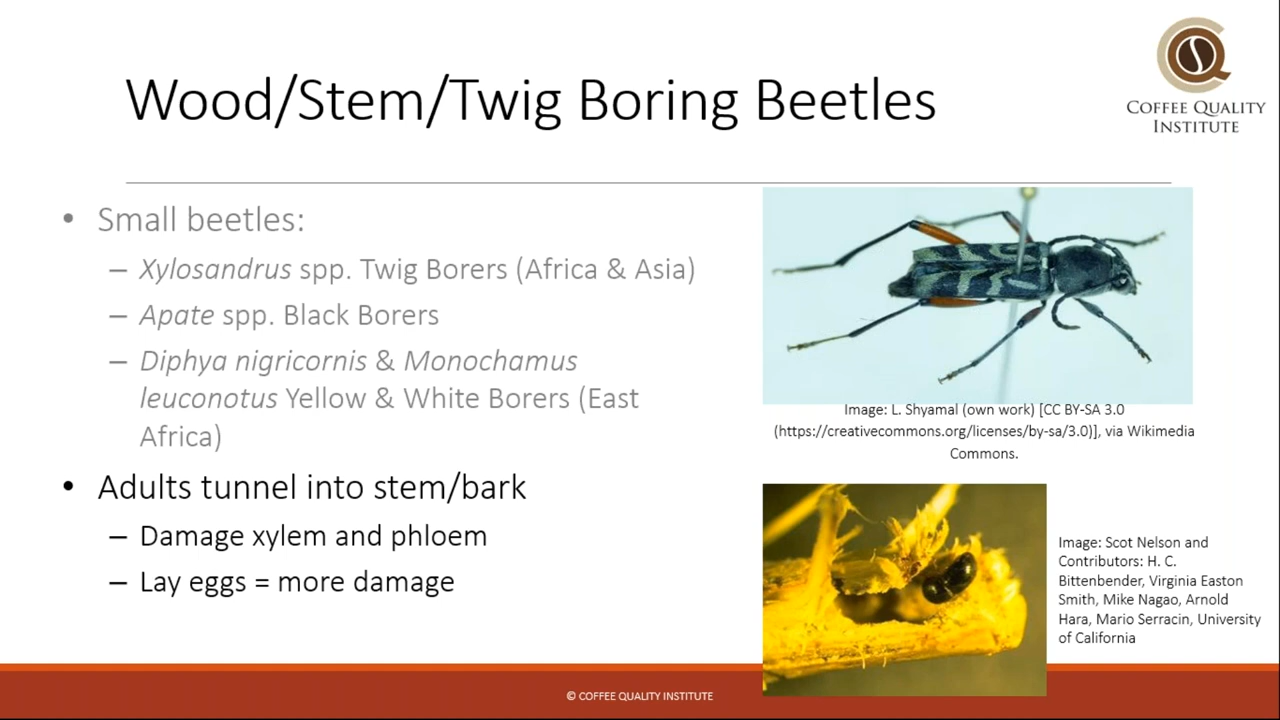 Wood/Stem/Twig Boring Beetles
COFFEE QUALITY
INSTITUTE
• Small beetles:
– Xylosandrus spp. Twig Borers (Africa & Asia)
– Apate spp. Black Borers
– Diphya nigricornis & Monochamus
leuconotus Yellow & White Borers (East
Africa)
• Adults tunnel into stem/bark
– Damage xylem and phloem
– Lay eggs = more damage
Image: L. Shyamal (own work) [CC BY-SA 3.0
(https://creativecommons.org/licenses/by-sa/3.0)], via Wikimedia
Commons.
Image: Scot Nelson and
Contributors: H. C.
Bittenbender, Virginia Easton
Smith, Mike Nagao, Arnold
Hara, Mario Serracin, University
of California
© COFFEE QUALITY INSTITUTE